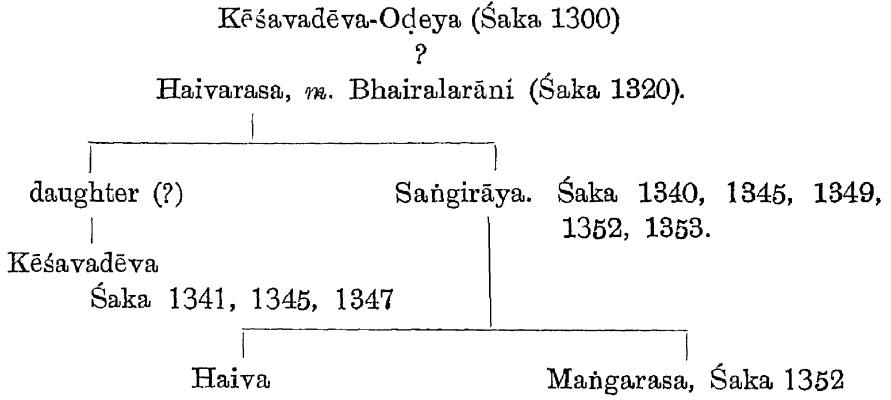 Kēśavadēva-Oḍeya (Śaka 1300)
?
Haivarasa, m. Bhairalarāni (Śaka 1320).
daughter (?)
Saṅgirāya. Śaka 1340, 1345, 1349,
1352, 1353.
Kēśavadēva
Śaka 1341, 1345, 1347
Haiva
Maṅgarasa, Śaka 1352